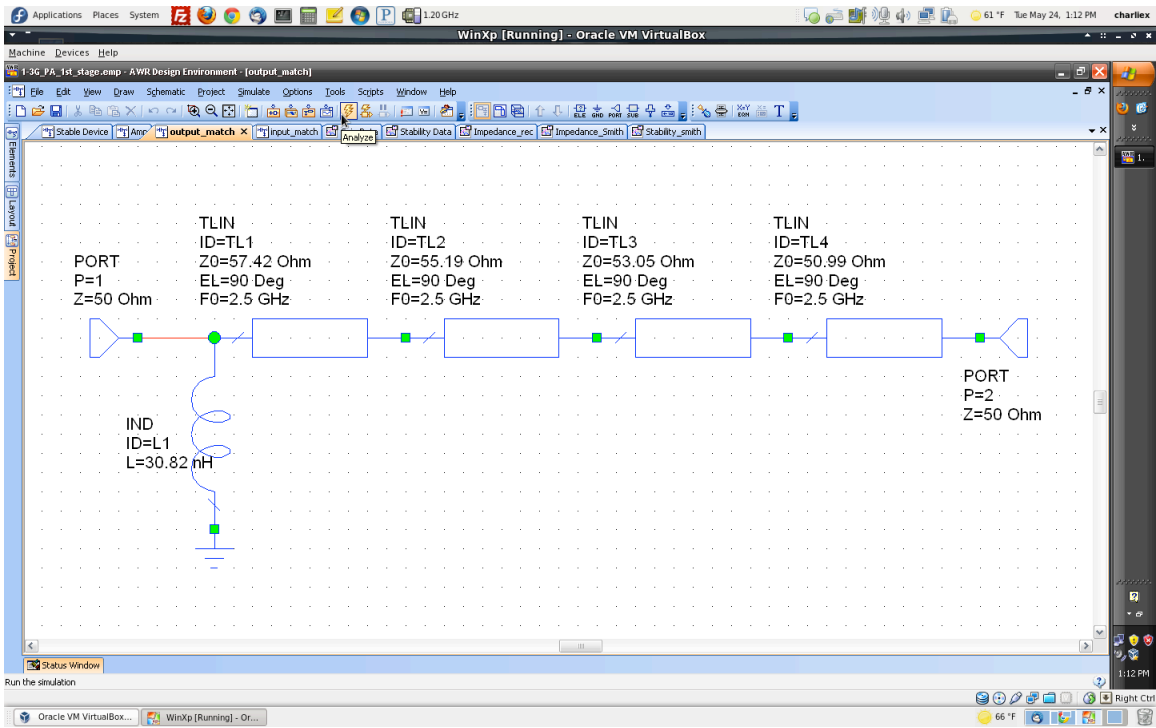 Applications Places System 1.20 GHz 61 °F Tue May 24, 1:12 PM charliex
WinXp [Running] - Oracle VM VirtualBox
Machine Devices Help
1-3G_PA_1st_stage.emp - AWR Design Environment - [output_match]
File Edit View Draw Schematic Project Simulate Options Tools Scripts Window Help
Stable Device Amp output_match input_match Stability Data Impedance_rec Impedance_Smith Stability_smith
Analyze
1.
Elements
Layout
Project
TLIN
ID=TL1
Z0=57.42 Ohm
EL=90 Deg
F0=2.5 GHz
TLIN
ID=TL2
Z0=55.19 Ohm
EL=90 Deg
F0=2.5 GHz
TLIN
ID=TL3
Z0=53.05 Ohm
EL=90 Deg
F0=2.5 GHz
TLIN
ID=TL4
Z0=50.99 Ohm
EL=90 Deg
F0=2.5 GHz
PORT
P=1
Z=50 Ohm
PORT
P=2
Z=50 Ohm
IND
ID=L1
L=30.82 nH
Status Window
Run the simulation
1:12 PM
Right Ctrl
Oracle VM VirtualBox... WinXp [Running] - Or... 66 °F